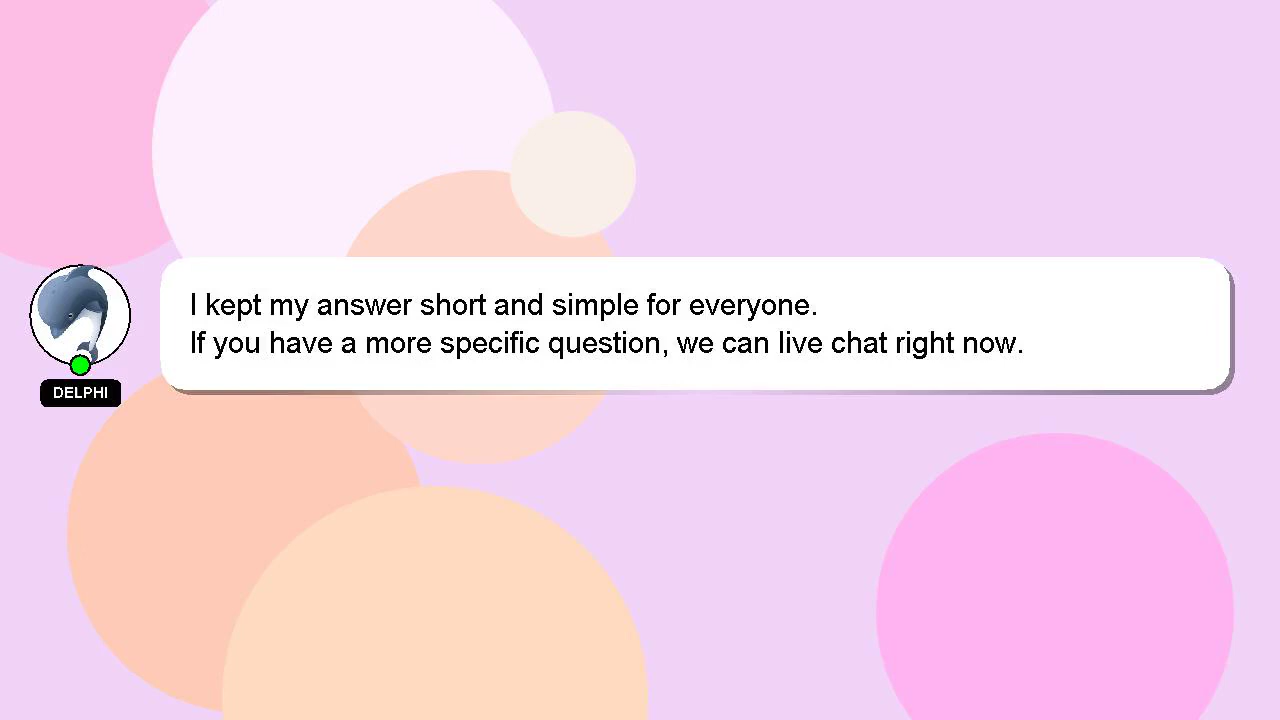 I kept my answer short and simple for everyone.
If you have a more specific question, we can live chat right now.
DELPHI